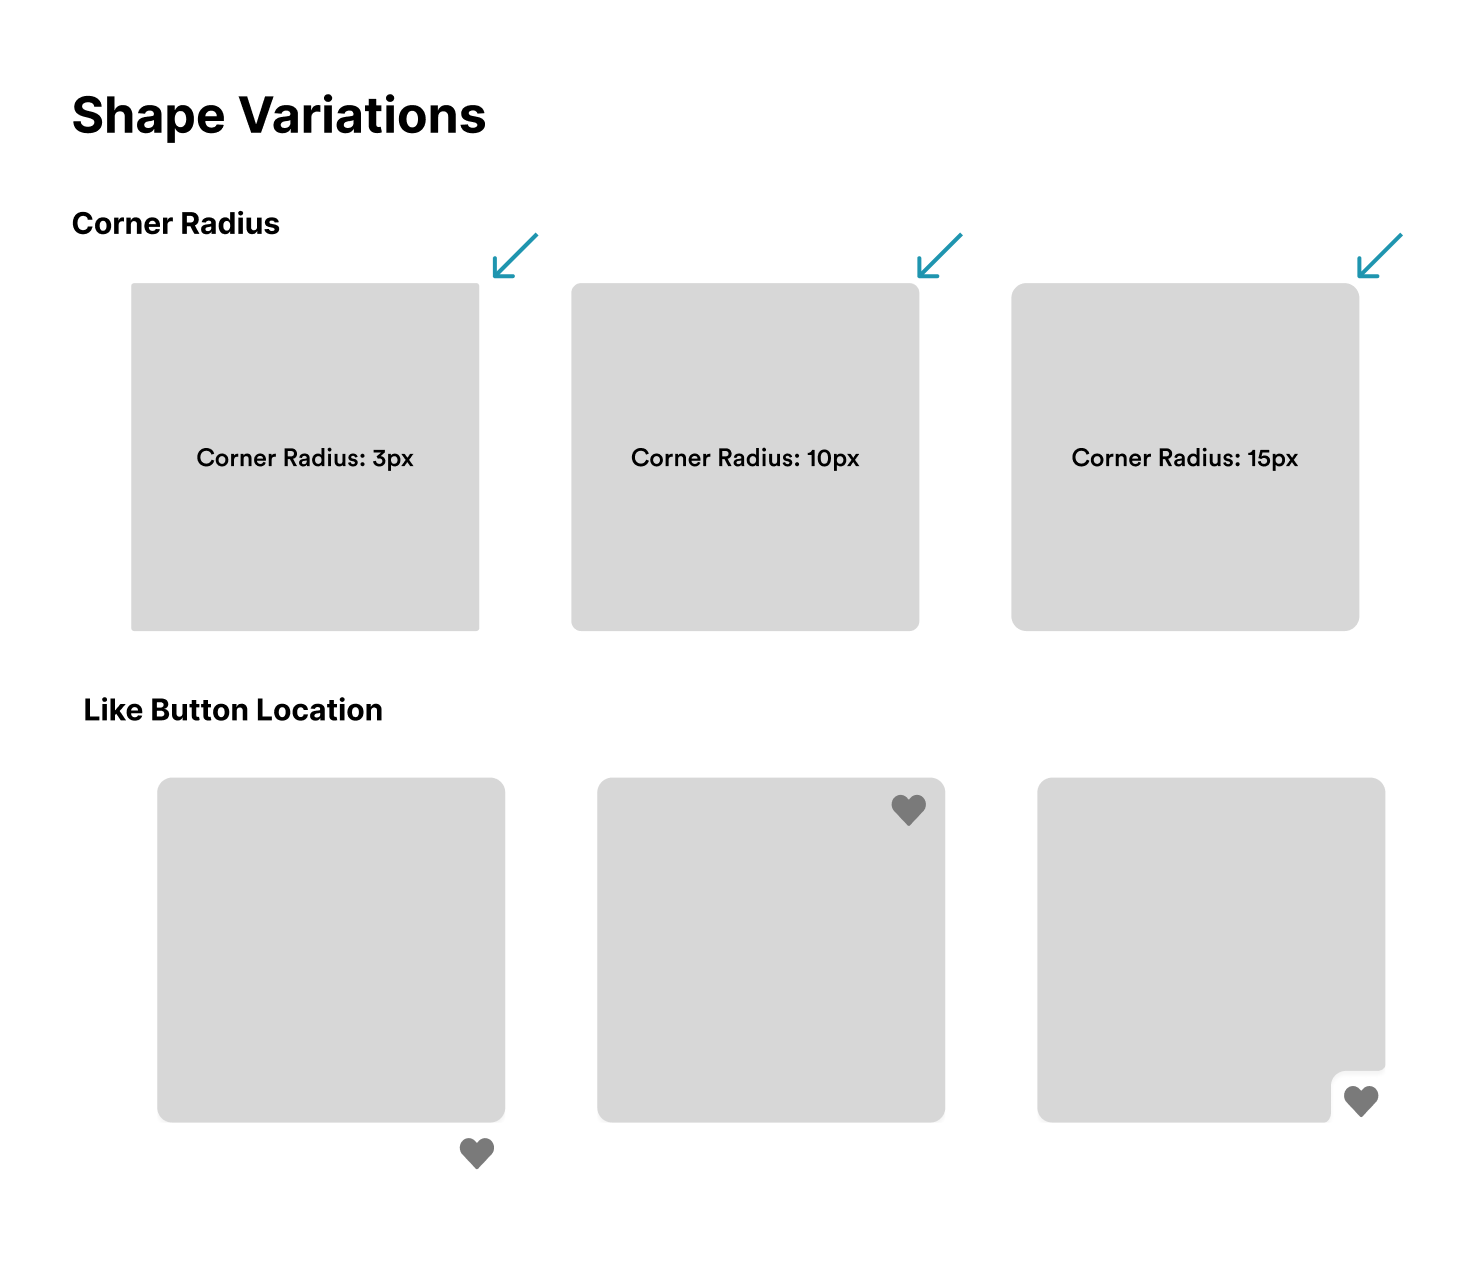 Shape Variations
Corner Radius
Corner Radius: 3px
Corner Radius: 10px
Corner Radius: 15px
Like Button Location